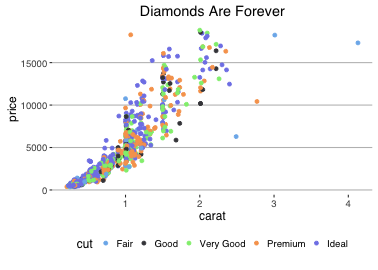 Diamonds Are Forever
price
15000
10000
5000
0
1 2 3 4
carat
cut Fair Good Very Good Premium Ideal